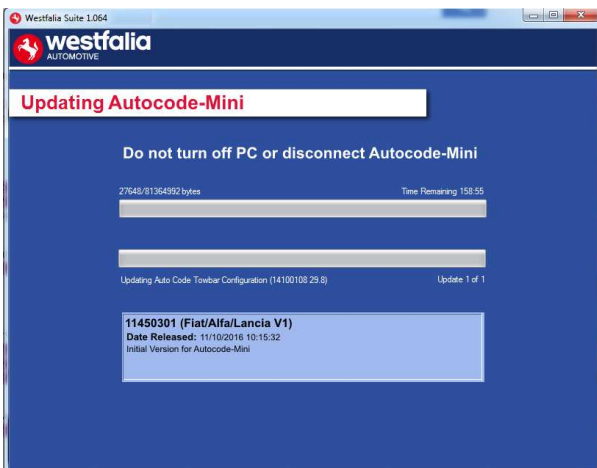 Westfalia Suite 1.064
westfalia
AUTOMOTIVE
Updating Autocode-Mini
Do not turn off PC or disconnect Autocode-Mini
27648/81364992 bytes Time Remaining 158:55
Updating Auto Code Towbar Configuration (14100108 29.8) Update 1 of 1
11450301 (Fiat/Alfa/Lancia V1)
Date Released: 11/10/2016 10:15:32
Initial Version for Autocode-Mini